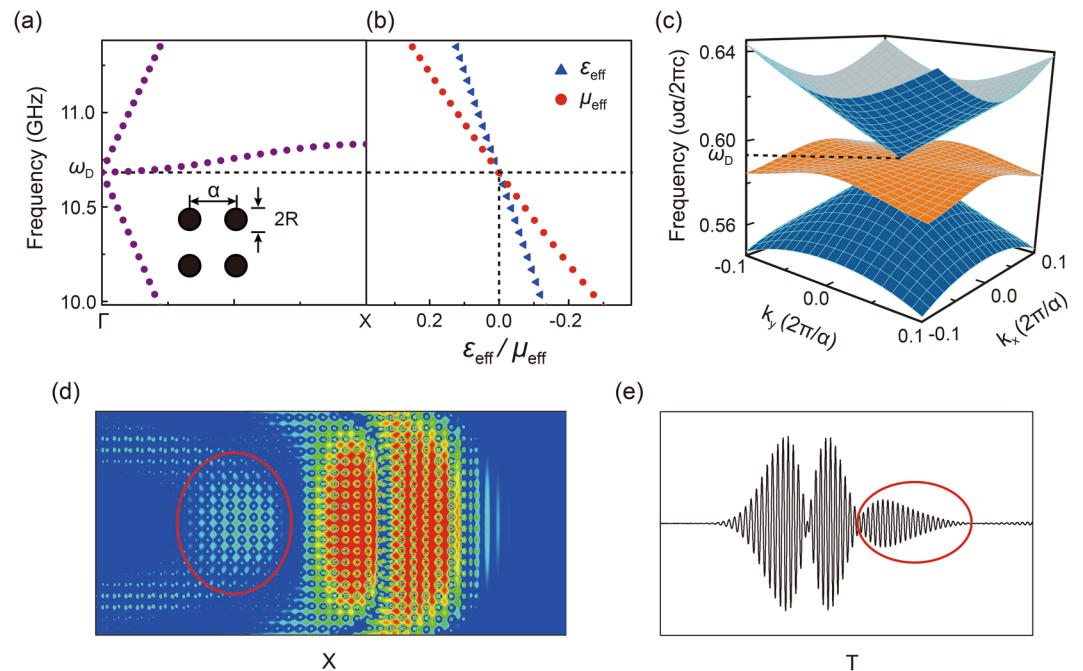 (a)
Frequency (GHz)
11.0
ω_D
10.5
10.0
α
2R
Γ
X
(b)
ε_eff
μ_eff
0.2
0.0
-0.2
ε_eff / μ_eff
(c)
Frequency (ωα/2πc)
0.64
0.60
ω_D
0.56
-0.1
0.0
0.1
k_y (2π/α)
-0.1
0.0
0.1
k_x (2π/α)
(d)
X
(e)
T